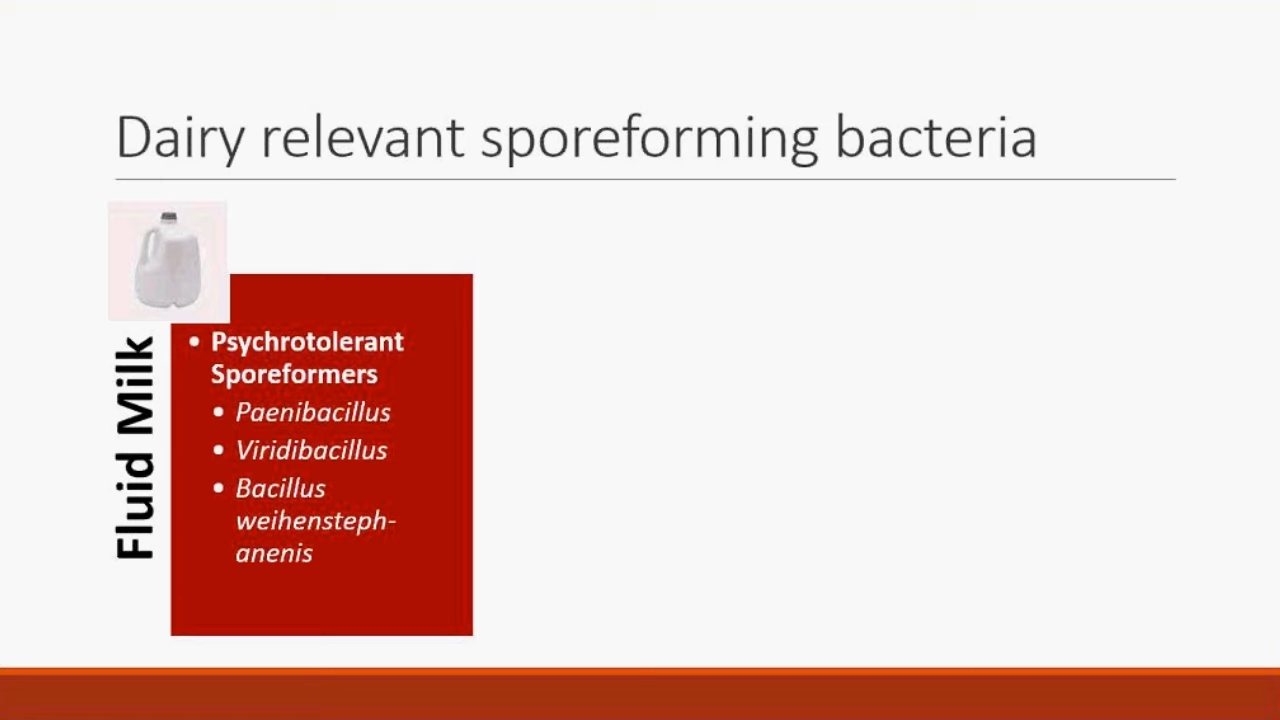 Dairy relevant sporeforming bacteria
Fluid Milk
• Psychrotolerant
Sporeformers
• Paenibacillus
• Viridibacillus
• Bacillus
weihensteph-
anenis